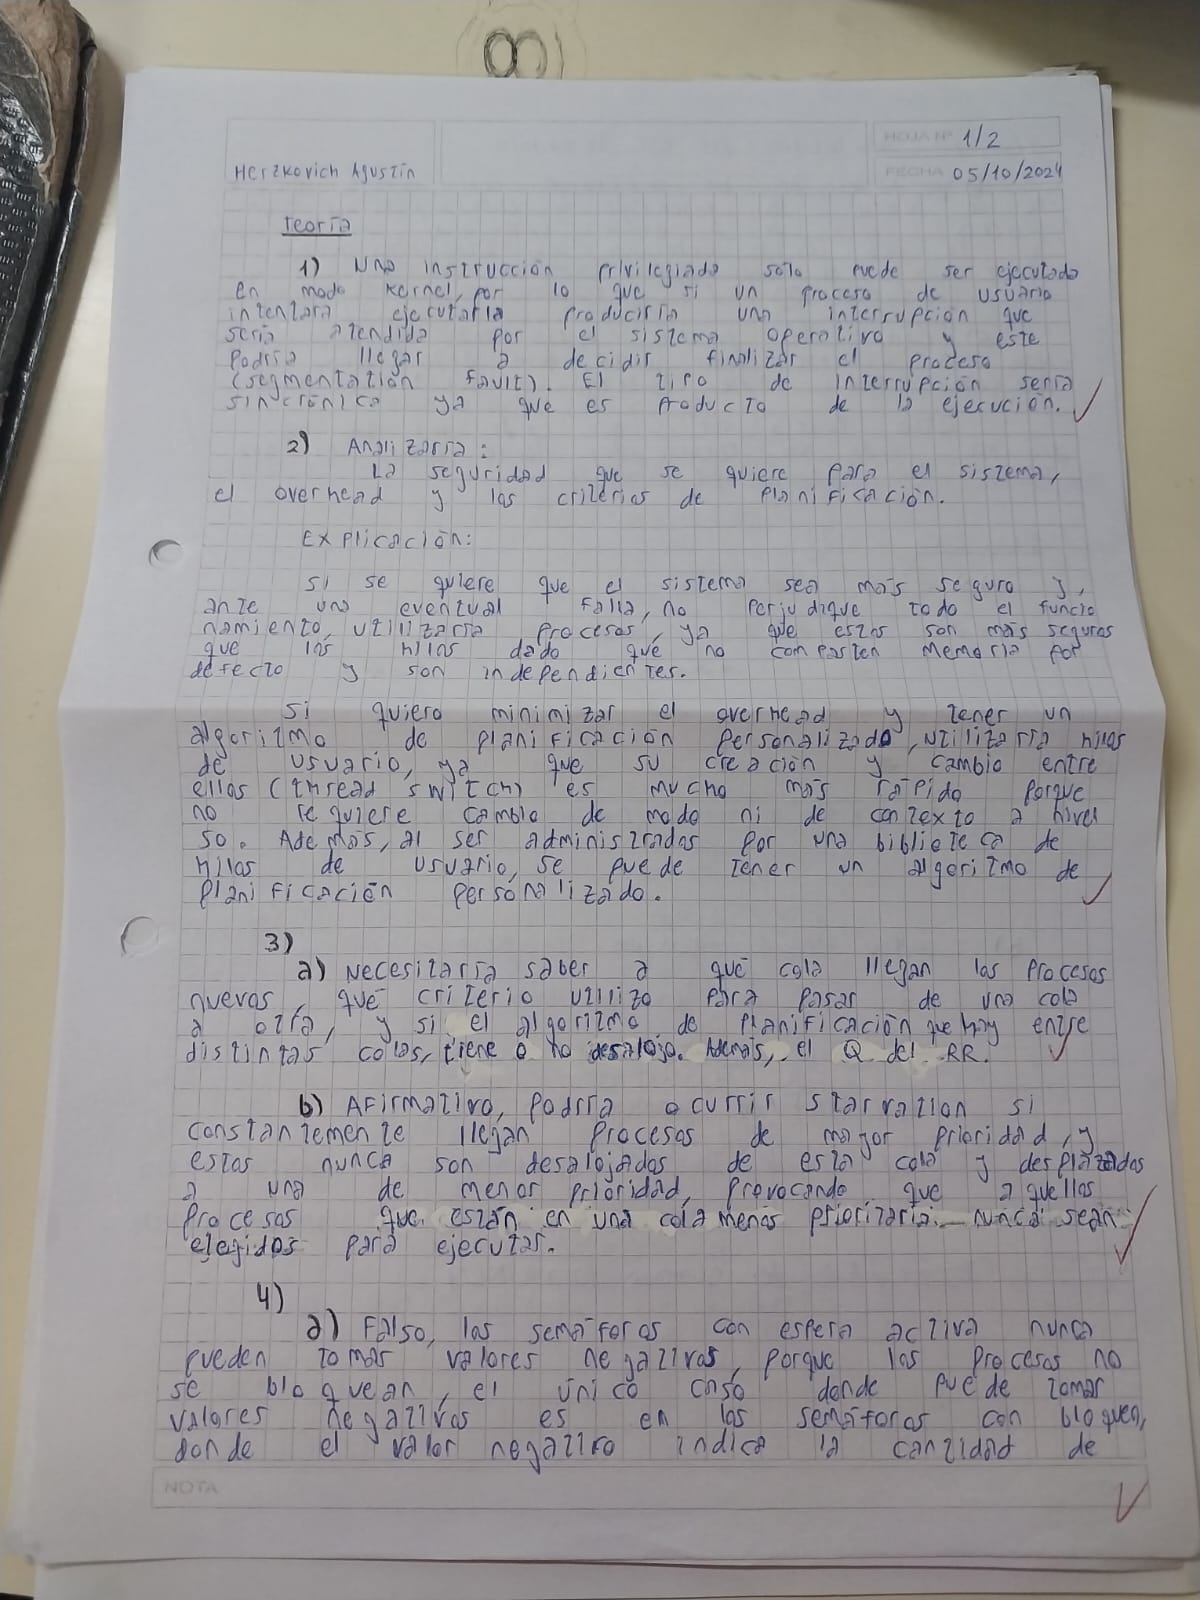 8
HOJA Nº 1/2
Herzkovich Agustín
FECHA 05/10/2024
Teoría
1) Una instrucción privilegiada sólo puede ser ejecutada
en modo kernel, por lo que si un proceso de usuario
intentara ejecutarla produciría una interrupción que
sería atendida por el sistema operativo y este
podría llegar a decidir finalizar el proceso
(segmentation fault). El tipo de interrupción sería
sincrónica ya que es producto de la ejecución.
2) Analizaría:
La seguridad que se quiere para el sistema,
el overhead y los criterios de planificación.
Explicación:
Si se quiere que el sistema sea más seguro y,
ante una eventual falla, no perjudique todo el funcio
namiento, utilizaría procesos, ya que estos son más seguros
que los hilos dado que no comparten memoria por
defecto y son independientes.
Si quiero minimizar el overhead y tener un
algoritmo de planificación personalizado, utilizaría hilos
de usuario, ya que su creación y cambio entre
ellos (thread switch) es mucho más rápido porque
no requiere cambio de modo ni de contexto a nivel
SO. Además, al ser administrados por una biblioteca de
hilos de usuario, se puede tener un algoritmo de
planificación personalizado.
3)
a) Necesitaría saber a qué cola llegan los procesos
nuevos, qué criterio utilizo para pasar de una cola
a otra, y si el algoritmo de planificación que hay entre
distintas colas, tiene o no desalojo. Además, el Q del RR.
b) Afirmativo, podría ocurrir starvation si
constantemente llegan procesos de mayor prioridad, y
estos nunca son desalojados de esta cola y desplazados
a una de menor prioridad, provocando que aquellos
procesos que están en una cola menos prioritaria nunca sean
elegidos para ejecutar.
4)
a) Falso, los semáforos con espera activa nunca
pueden tomar valores negativos, porque los procesos no
se bloquean, el único caso donde puede tomar
valores negativos es en los semáforos con bloqueo,
donde el valor negativo indica la cantidad de
NOTA